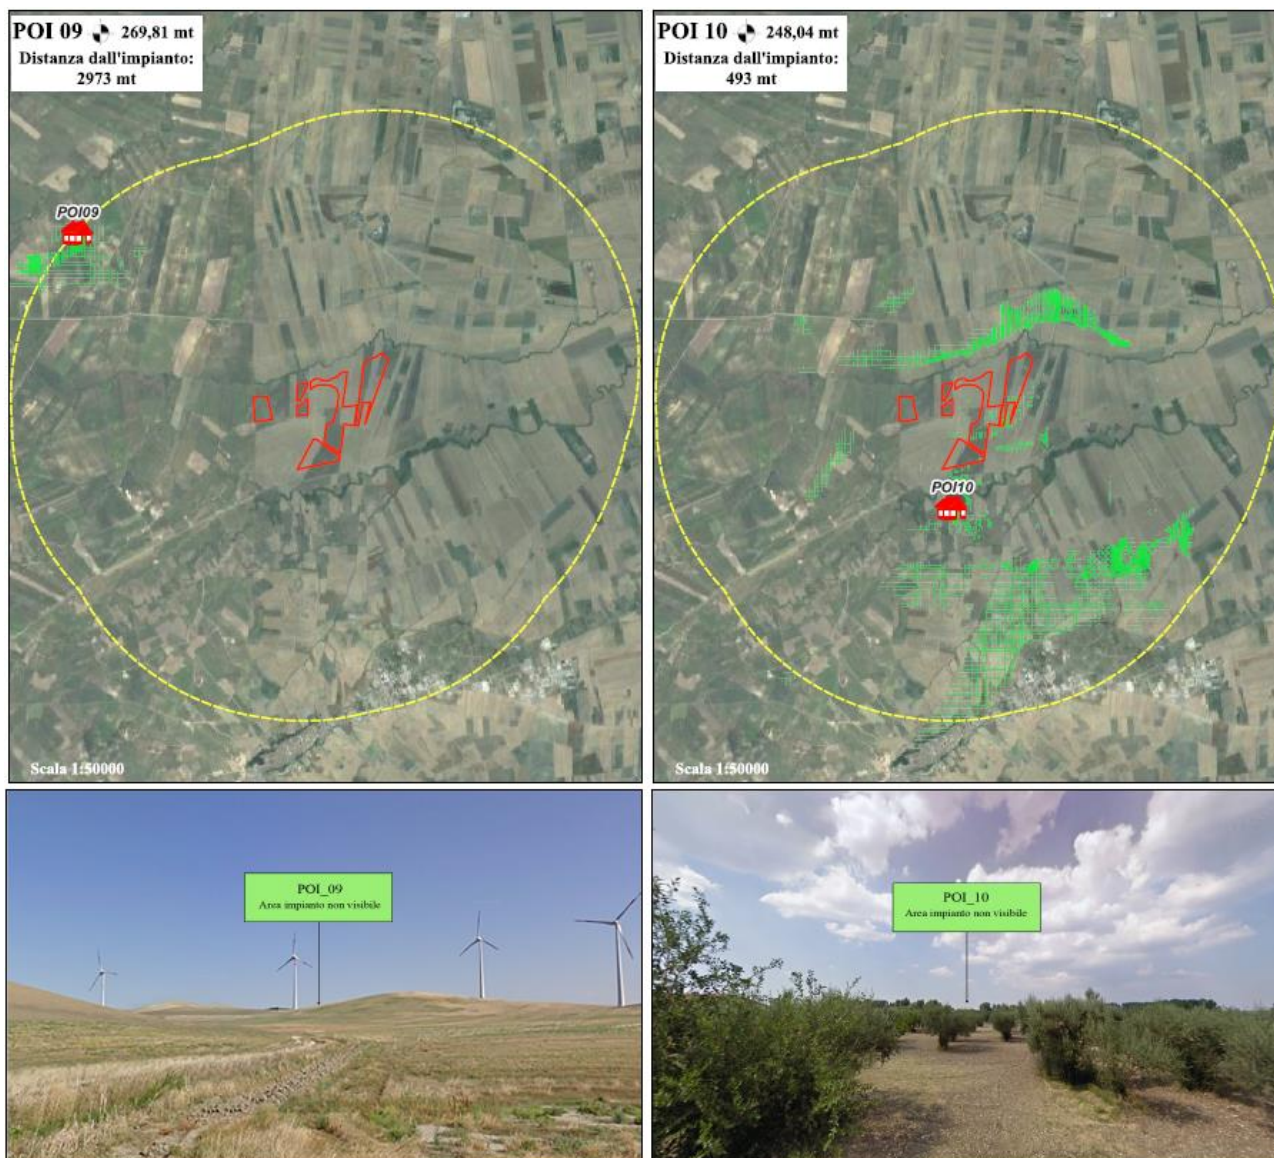 POI 09 269,81 mt
Distanza dall'impianto:
2973 mt
POI09
Scala 1:50000
POI 10 248,04 mt
Distanza dall'impianto:
493 mt
POI10
Scala 1:50000
POI_09
Area impianto non visibile
POI_10
Area impianto non visibile